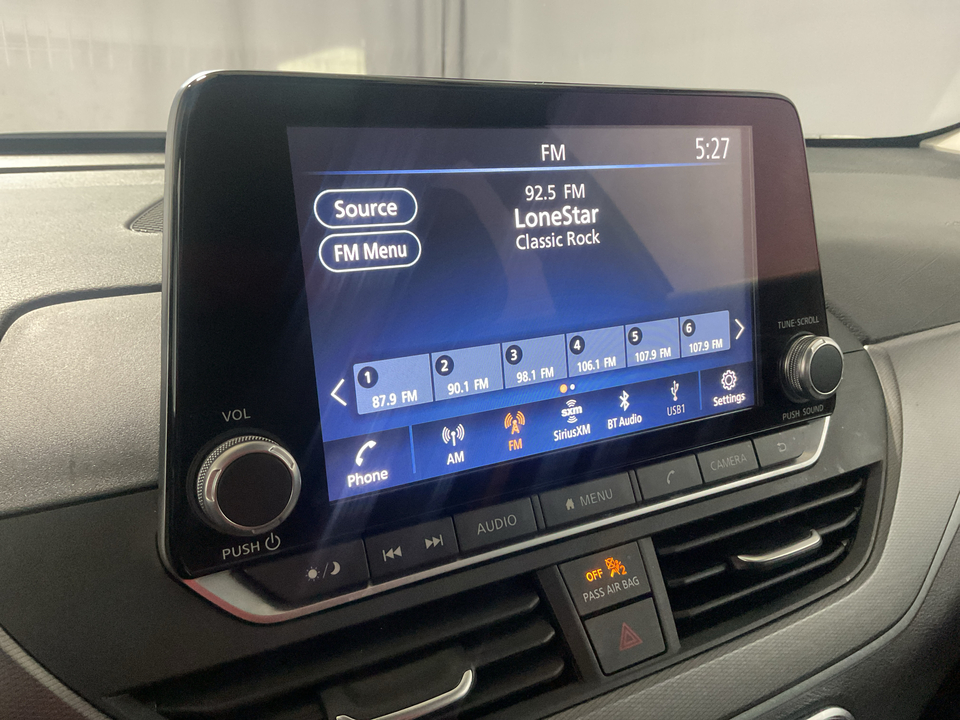 FM
5:27
Source
FM Menu
92.5 FM
LoneStar
Classic Rock
1
87.9 FM
2
90.1 FM
3
98.1 FM
4
106.1 FM
5
107.9 FM
6
107.9 FM
Phone
AM
FM
sxm
SiriusXM
BT Audio
USB1
Settings
VOL
PUSH
TUNE·SCROLL
PUSH SOUND
AUDIO
MENU
CAMERA
OFF
2
PASS AIR BAG